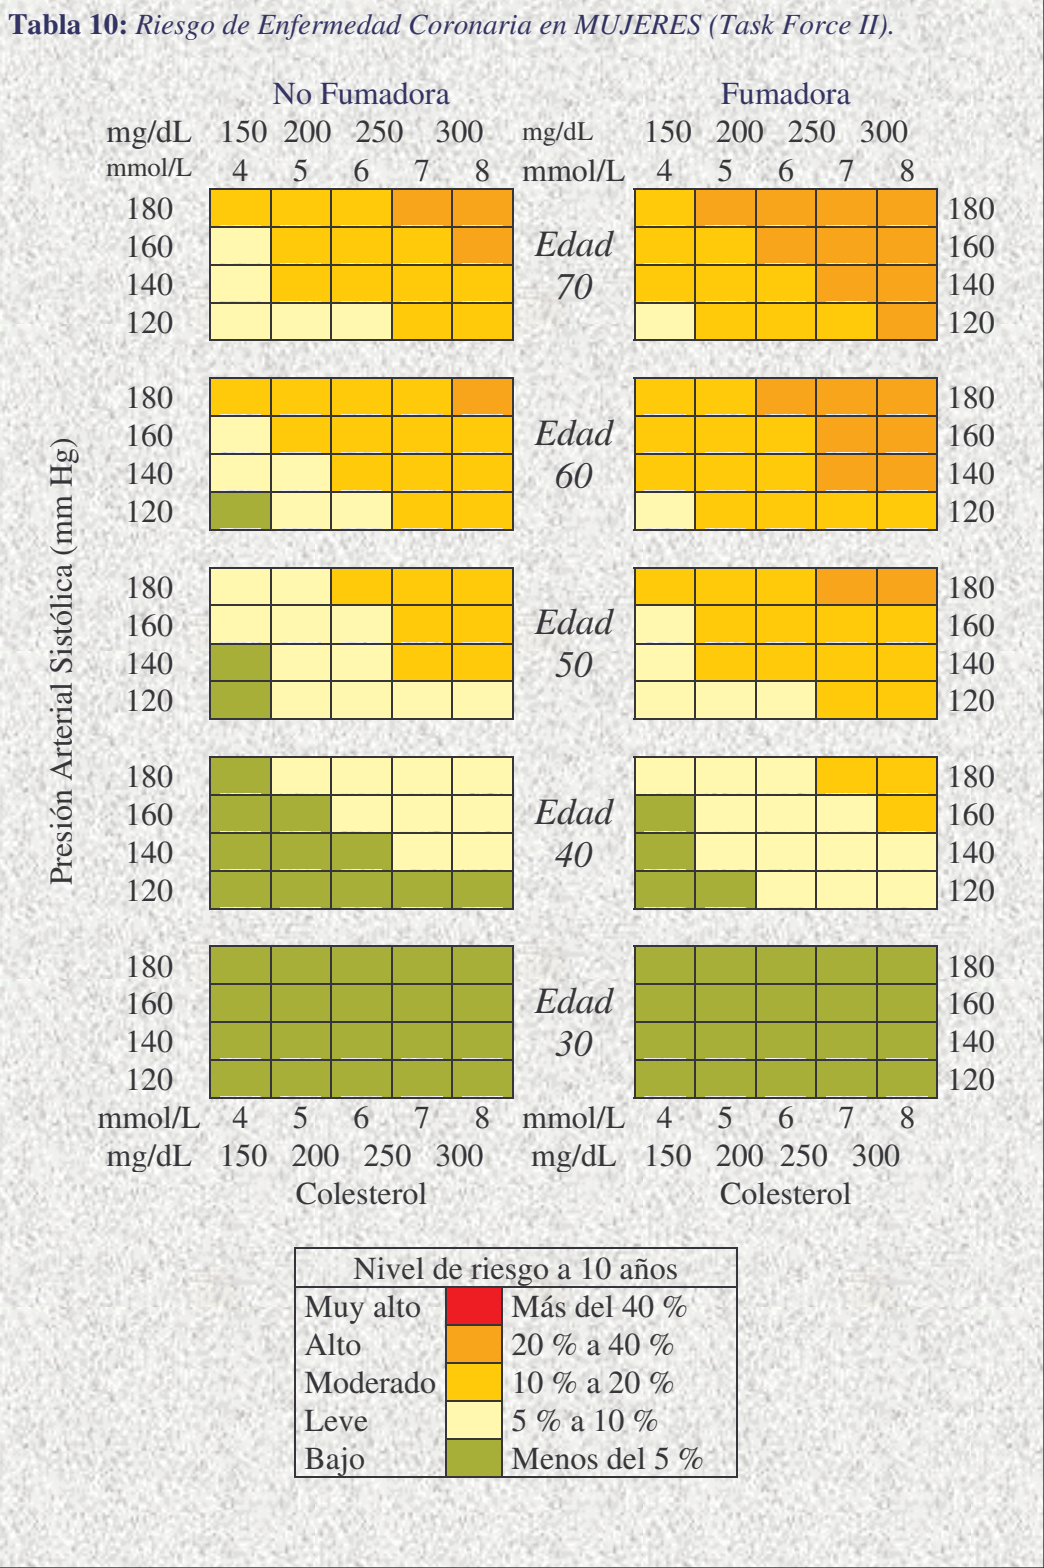 Tabla 10: Riesgo de Enfermedad Coronaria en MUJERES (Task Force II).
No Fumadora Fumadora
mg/dL 150 200 250 300 mg/dL 150 200 250 300
mmol/L 4 5 6 7 8 mmol/L 4 5 6 7 8
Presión Arterial Sistólica (mm Hg)
180 180
160 Edad 160
140 70 140
120 120
180 180
160 Edad 160
140 60 140
120 120
180 180
160 Edad 160
140 50 140
120 120
180 180
160 Edad 160
140 40 140
120 120
180 180
160 Edad 160
140 30 140
120 120
mmol/L 4 5 6 7 8 mmol/L 4 5 6 7 8
mg/dL 150 200 250 300 mg/dL 150 200 250 300
Colesterol Colesterol
Nivel de riesgo a 10 años
Muy alto Más del 40 %
Alto 20 % a 40 %
Moderado 10 % a 20 %
Leve 5 % a 10 %
Bajo Menos del 5 %